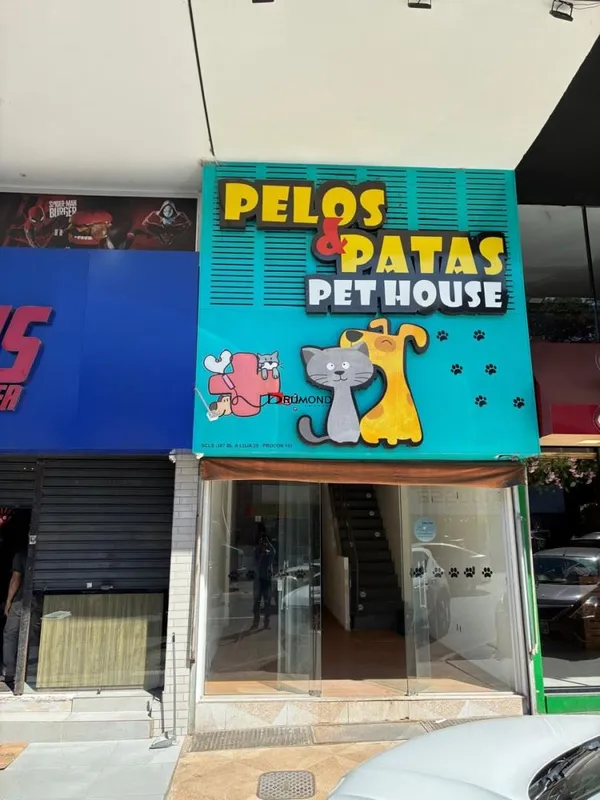 SPIDER-MAN
BURGER
PELOS
&
PATAS
PET HOUSE
DRUMOND